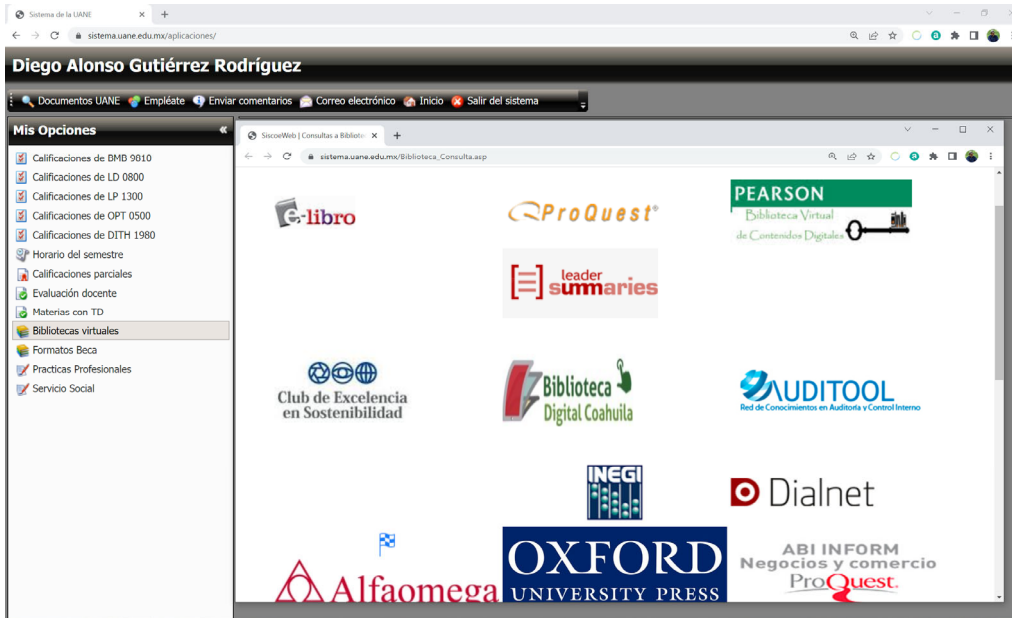 Sistema de la UANE
sistema.uane.edu.mx/aplicaciones/
Diego Alonso Gutiérrez Rodríguez
Documentos UANE Empléate Enviar comentarios Correo electrónico Inicio Salir del sistema
Mis Opciones
Calificaciones de BMB 9810
Calificaciones de LD 0800
Calificaciones de LP 1300
Calificaciones de OPT 0500
Calificaciones de DITH 1980
Horario del semestre
Calificaciones parciales
Evaluación docente
Materias con TD
Bibliotecas virtuales
Formatos Beca
Practicas Profesionales
Servicio Social
SiscoeWeb | Consultas a Bibliote
sistema.uane.edu.mx/Biblioteca_Consulta.asp
e-libro
ProQuest
PEARSON
Biblioteca Virtual
de Contenidos Digitales
leader
summaries
Club de Excelencia
en Sostenibilidad
Biblioteca
Digital Coahuila
AUDITOOL
Red de Conocimientos en Auditoría y Control Interno
INEGI
Dialnet
Alfaomega
OXFORD
UNIVERSITY PRESS
ABI INFORM
Negocios y comercio
ProQuest.